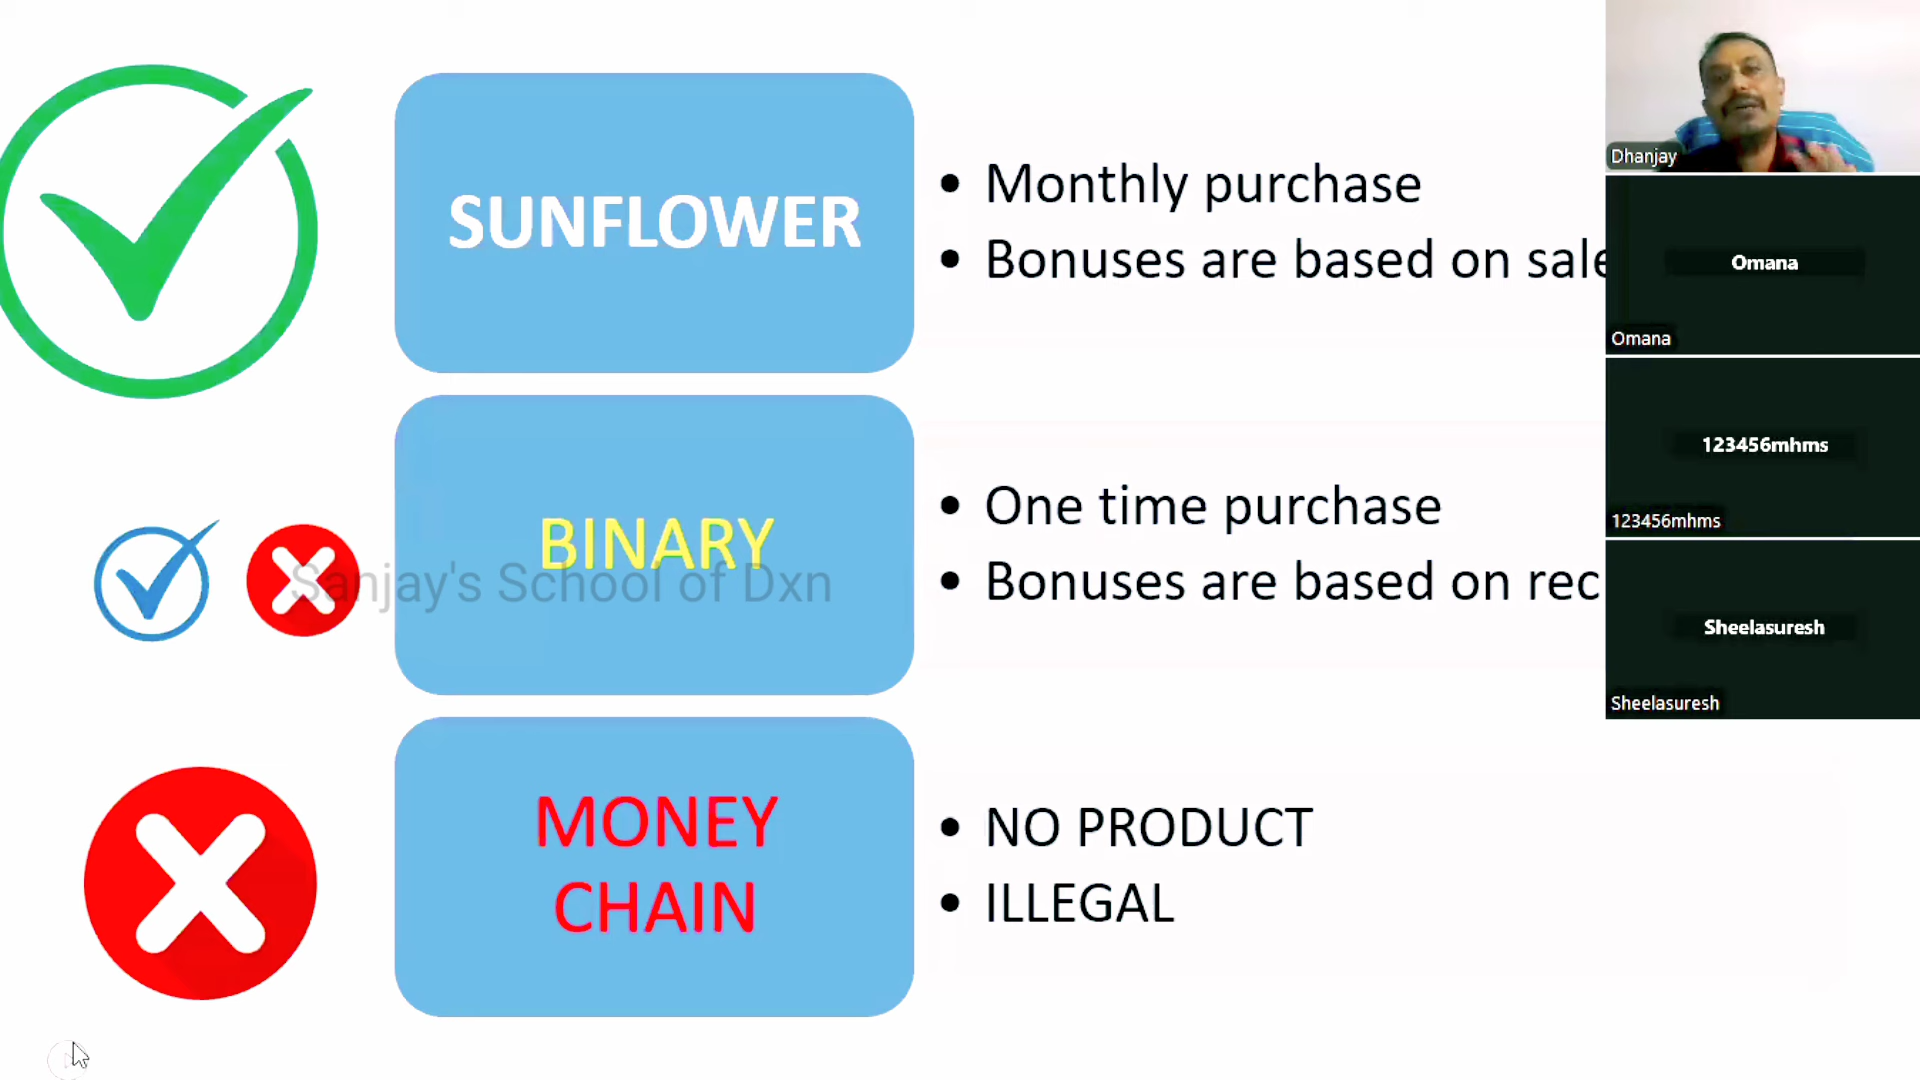 SUNFLOWER
• Monthly purchase
• Bonuses are based on sale
BINARY
• One time purchase
• Bonuses are based on rec
Sanjay's School of Dxn
MONEY
CHAIN
• NO PRODUCT
• ILLEGAL
Dhanjay
Omana
Omana
123456mhms
123456mhms
Sheelasuresh
Sheelasuresh